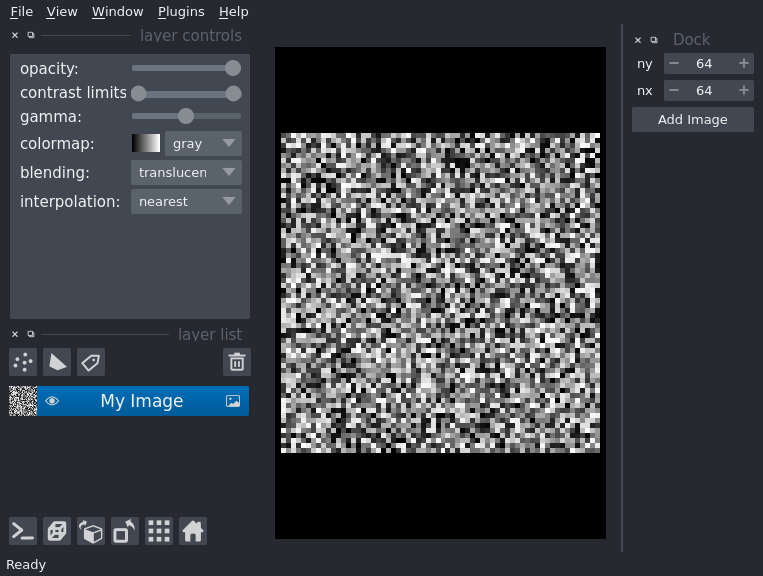 File View Window Plugins Help
layer controls
opacity:
contrast limits
gamma:
colormap: gray
blending: translucen
interpolation: nearest
layer list
My Image
Ready
Dock
ny 64
nx 64
Add Image